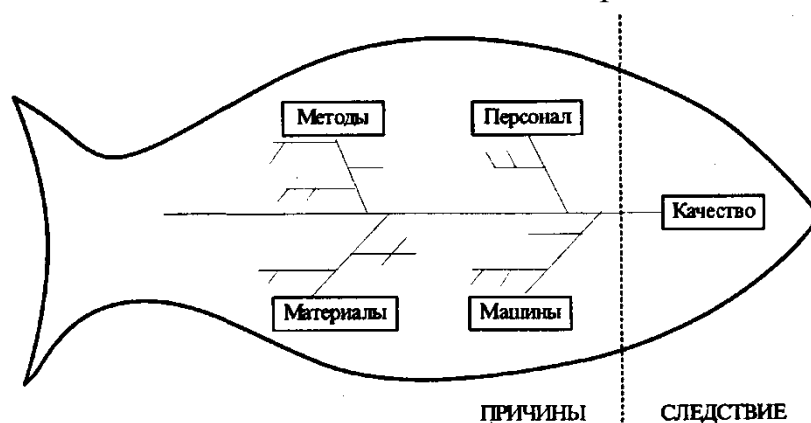 Методы
Персонал
Качество
Материалы
Машины
ПРИЧИНЫ
СЛЕДСТВИЕ